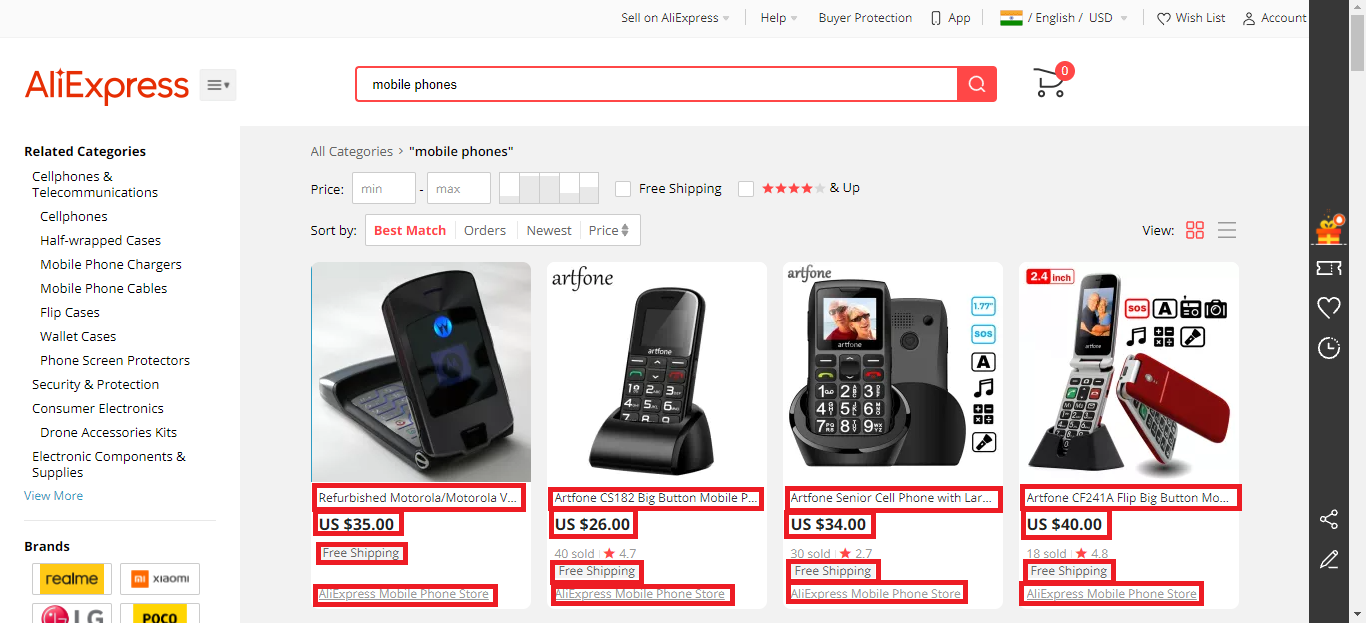 Sell on AliExpress
Help
Buyer Protection
App
/ English / USD
Wish List
Account
AliExpress
mobile phones
0
Related Categories
Cellphones &
Telecommunications
Cellphones
Half-wrapped Cases
Mobile Phone Chargers
Mobile Phone Cables
Flip Cases
Wallet Cases
Phone Screen Protectors
Security & Protection
Consumer Electronics
Drone Accessories Kits
Electronic Components &
Supplies
View More
Brands
realme
mi xiaomi
LG
POCO
All Categories > "mobile phones"
Price: min - max Free Shipping & Up
Sort by: Best Match Orders Newest Price
View:
Refurbished Motorola/Motorola V...
US $35.00
Free Shipping
AliExpress Mobile Phone Store
artfone
artfone
Artfone CS182 Big Button Mobile P...
US $26.00
40 sold 4.7
Free Shipping
AliExpress Mobile Phone Store
artfone
artfone
1.77"
SOS
A
Artfone Senior Cell Phone with Lar...
US $34.00
30 sold 2.7
Free Shipping
AliExpress Mobile Phone Store
2.4 inch
SOS
A
Artfone CF241A Flip Big Button Mo...
US $40.00
18 sold 4.8
Free Shipping
AliExpress Mobile Phone Store